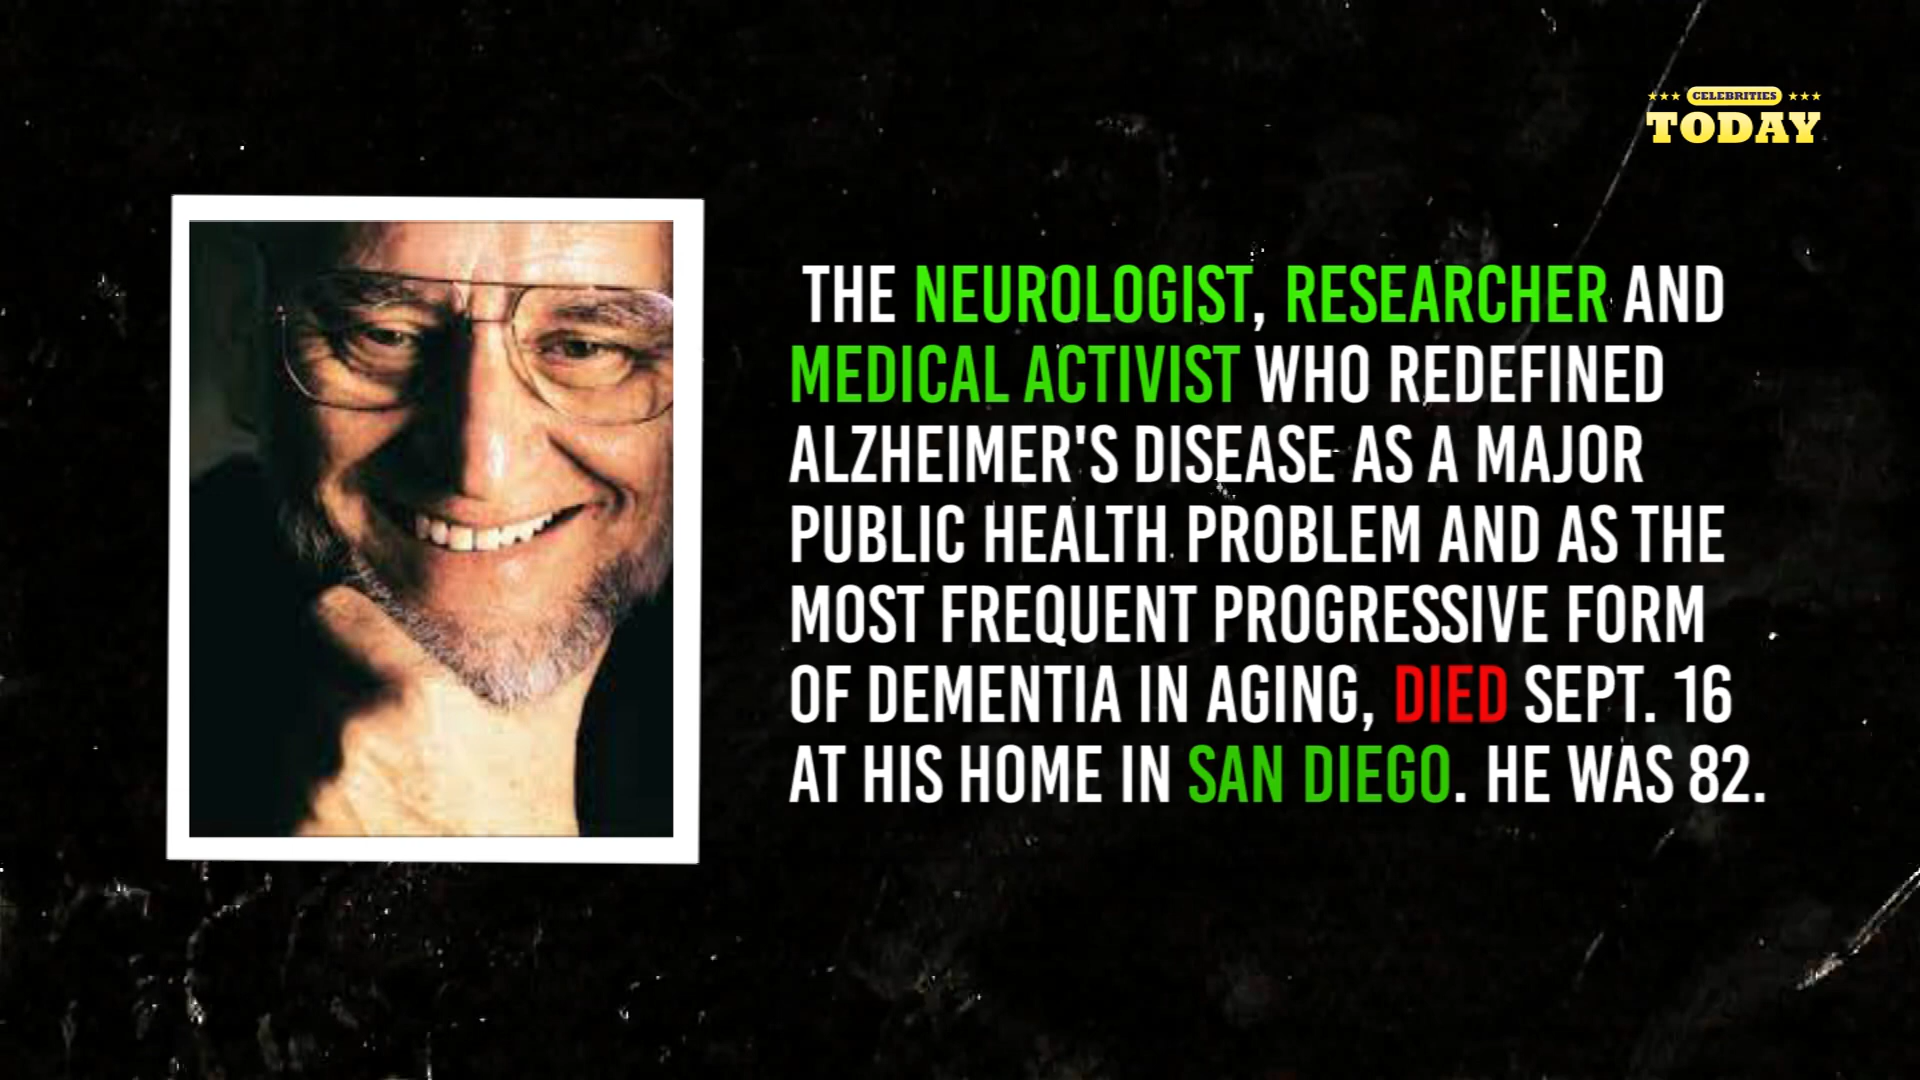 ★★★ CELEBRITIES ★★★
TODAY
THE NEUROLOGIST, RESEARCHER AND
MEDICAL ACTIVIST WHO REDEFINED
ALZHEIMER'S DISEASE AS A MAJOR
PUBLIC HEALTH PROBLEM AND AS THE
MOST FREQUENT PROGRESSIVE FORM
OF DEMENTIA IN AGING, DIED SEPT. 16
AT HIS HOME IN SAN DIEGO. HE WAS 82.